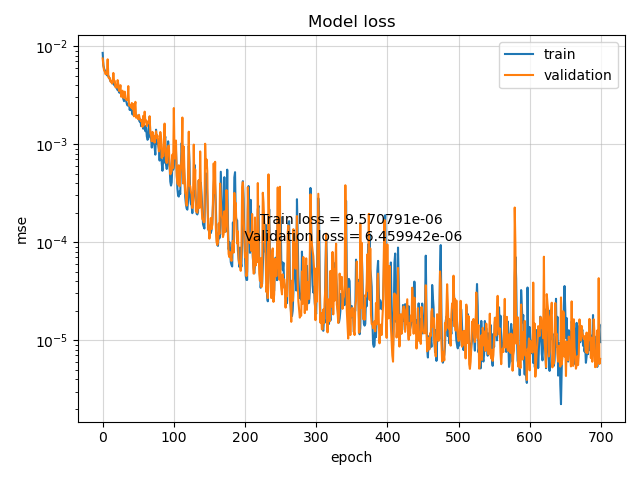 Model loss
train
validation
Train loss = 9.570791e-06
Validation loss = 6.459942e-06
mse
10⁻²
10⁻³
10⁻⁴
10⁻⁵
0 100 200 300 400 500 600 700
epoch